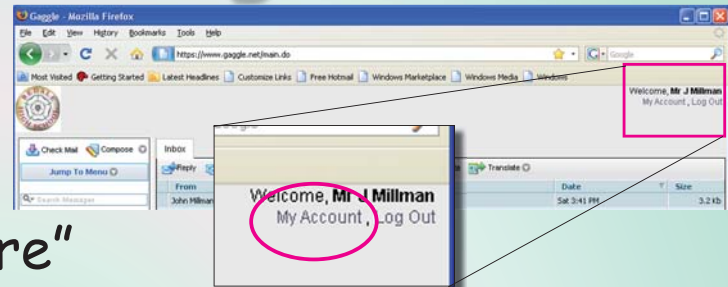 Gaggle - Mozilla Firefox
File Edit View History Bookmarks Tools Help
https://www.gaggle.net/main.do
Google
Most Visited Getting Started Latest Headlines Customize Links Free Hotmail Windows Marketplace Windows Media Windows
Welcome, Mr J Millman
My Account, Log Out
Check Mail Compose Inbox
Jump To Menu Reply Translate
From Date Size
John Millman Sat 3:41 PM 3.2 kb
Welcome, Mr J Millman
My Account, Log Out
re"